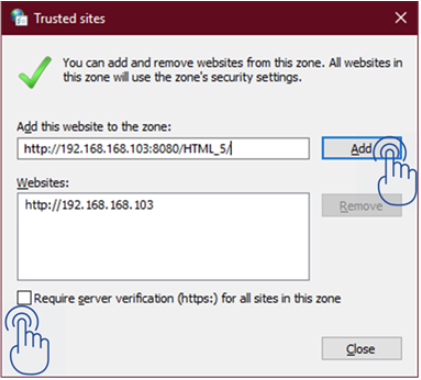 Trusted sites
You can add and remove websites from this zone. All websites in
this zone will use the zone's security settings.
Add this website to the zone:
http://192.168.168.103:8080/HTML_5/
Add
Websites:
http://192.168.168.103
Remove
Require server verification (https:) for all sites in this zone
Close